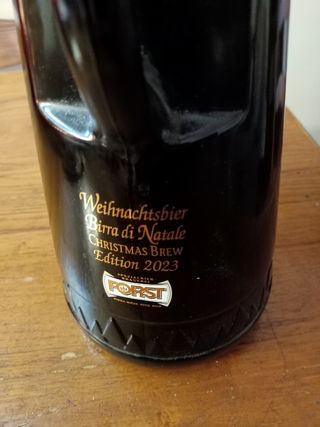 Weihnachtsbier
Birra di Natale
CHRISTMAS BREW
Edition 2023
FORST